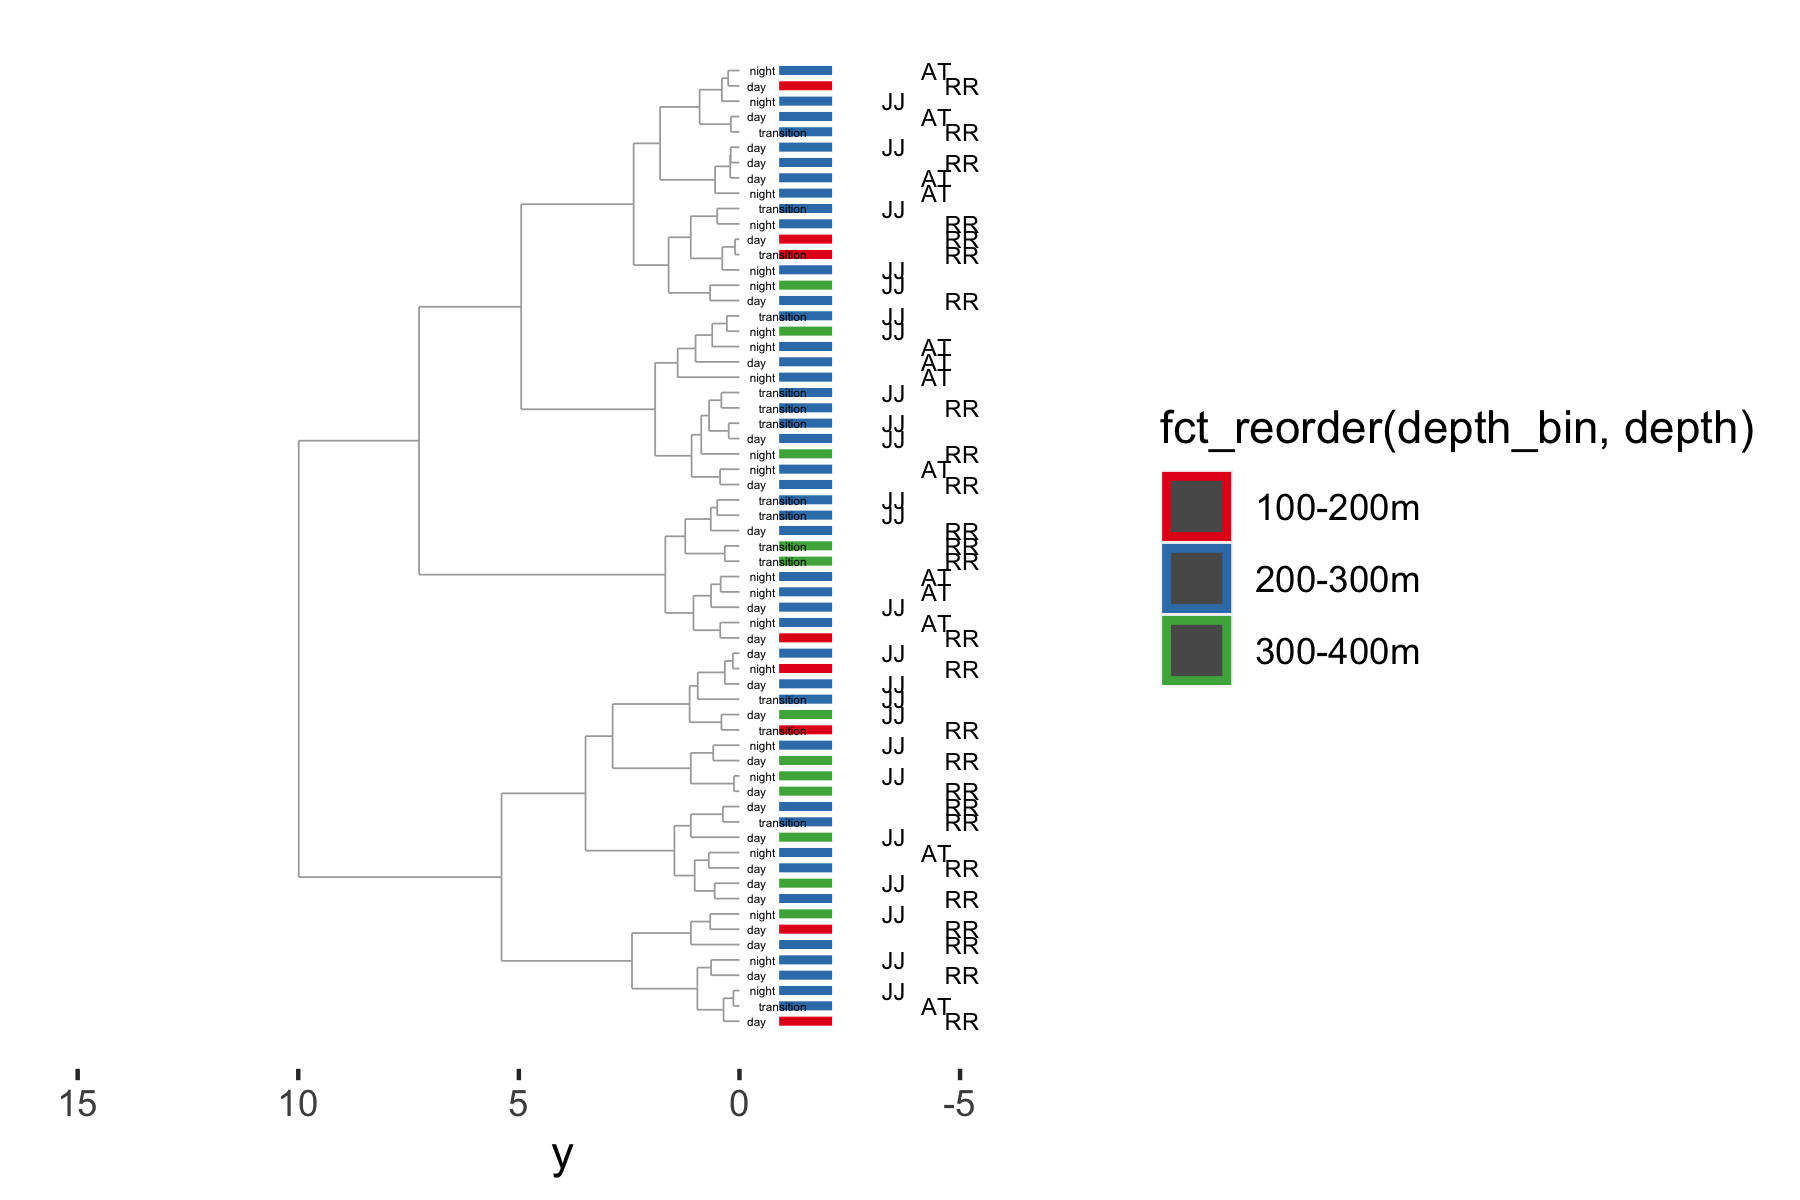 night AT
day RR
night JJ
day AT
transition RR
day JJ
day RR
day AT
night AT
transition JJ
night RR
day RR
transition RR
night JJ
night JJ
day RR
transition JJ
night JJ
night AT
day AT
night AT
transition JJ
transition RR
transition JJ
day JJ
night RR
night AT
day RR
transition JJ
transition JJ
day RR
transition RR
transition RR
night AT
night AT
day JJ
night AT
day RR
day JJ
night RR
day JJ
transition JJ
day JJ
transition RR
night JJ
day RR
night JJ
day RR
day RR
transition RR
day JJ
night AT
day RR
day JJ
day RR
night JJ
day RR
day RR
night JJ
day RR
night JJ
transition AT
day RR
15 10 5 0 -5
y
fct_reorder(depth_bin, depth)
100-200m
200-300m
300-400m